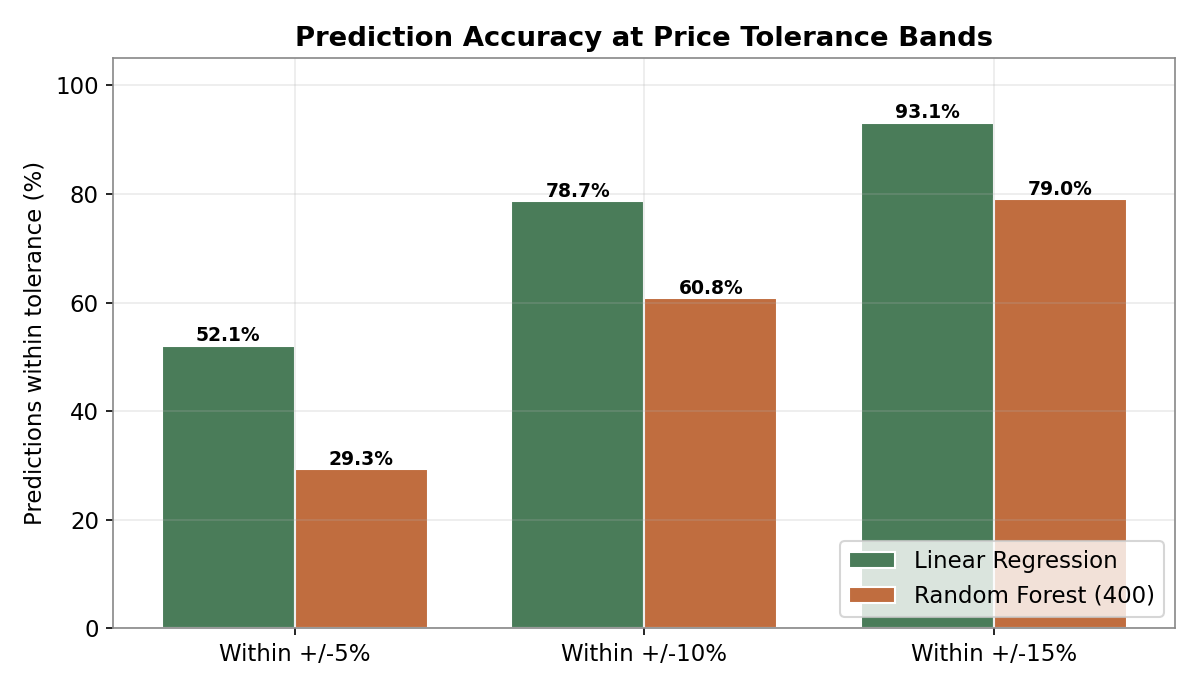 Prediction Accuracy at Price Tolerance Bands
Predictions within tolerance (%)
100
80
60
40
20
0
52.1%
29.3%
78.7%
60.8%
93.1%
79.0%
Within +/-5%
Within +/-10%
Within +/-15%
Linear Regression
Random Forest (400)